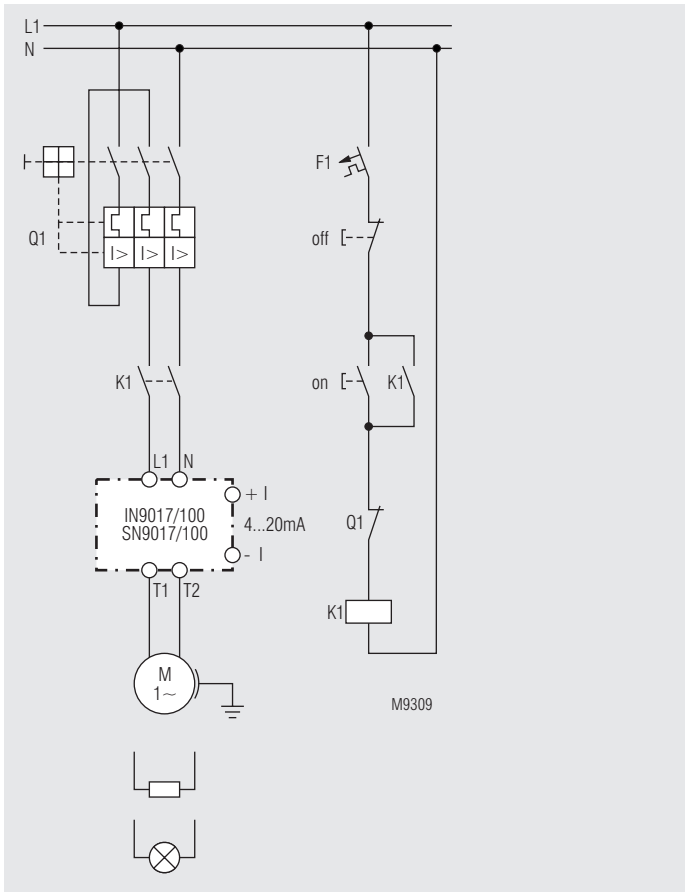 L1
N
F1
Q1
off
I> I> I>
K1
on
K1
L1 N
+ I
IN9017/100
SN9017/100
4...20mA
- I
Q1
T1 T2
K1
M
1~
M9309